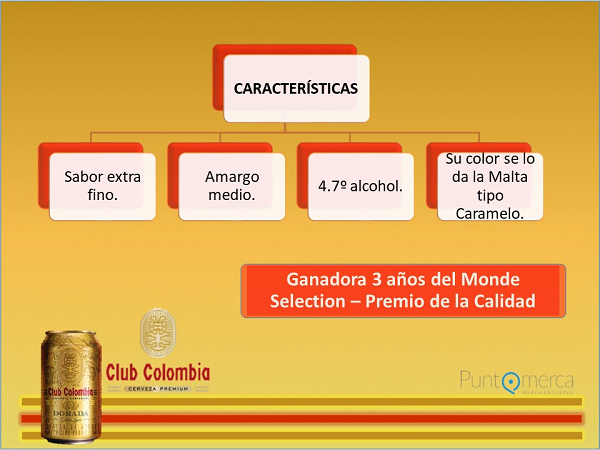 CARACTERÍSTICAS
Sabor extra
fino.
Amargo
medio.
4.7º alcohol.
Su color se lo
da la Malta
tipo
Caramelo.
Ganadora 3 años del Monde
Selection – Premio de la Calidad
Club Colombia
CERVEZA PREMIUM
Club Colombia
DORADA
Puntomerca
MERCHANDISING